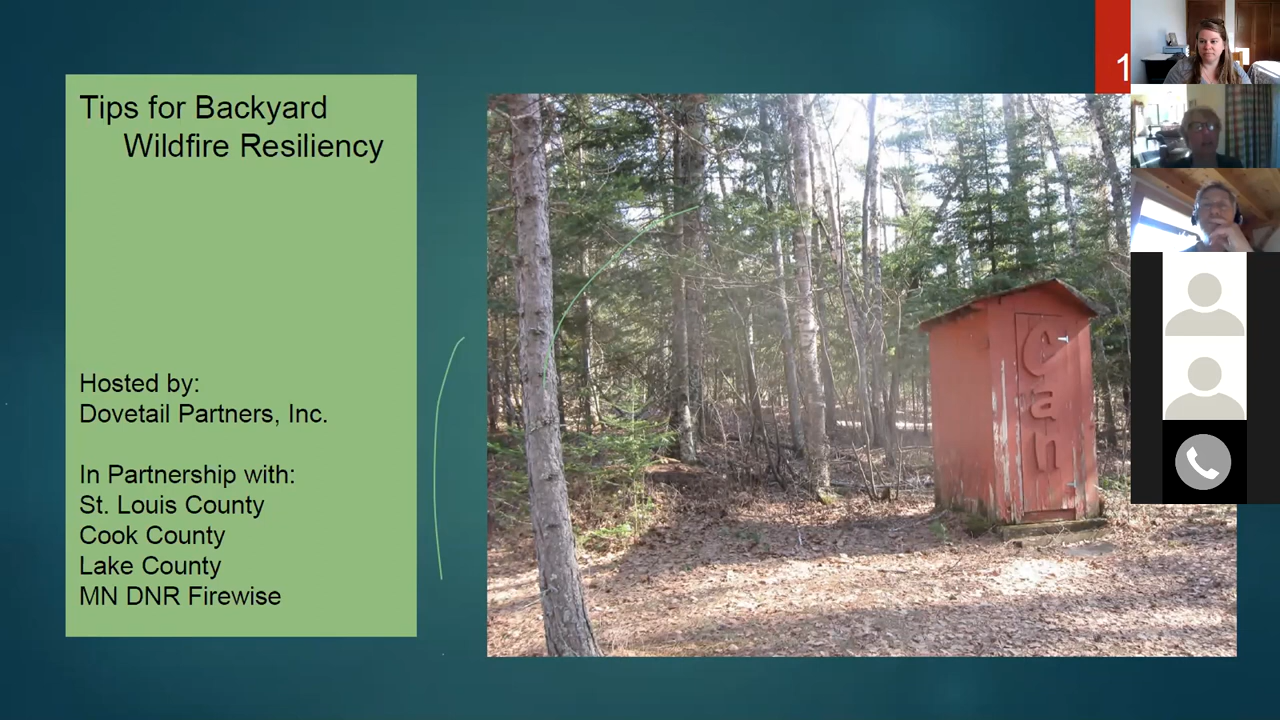 Tips for Backyard
Wildfire Resiliency
Hosted by:
Dovetail Partners, Inc.
In Partnership with:
St. Louis County
Cook County
Lake County
MN DNR Firewise
1
Can